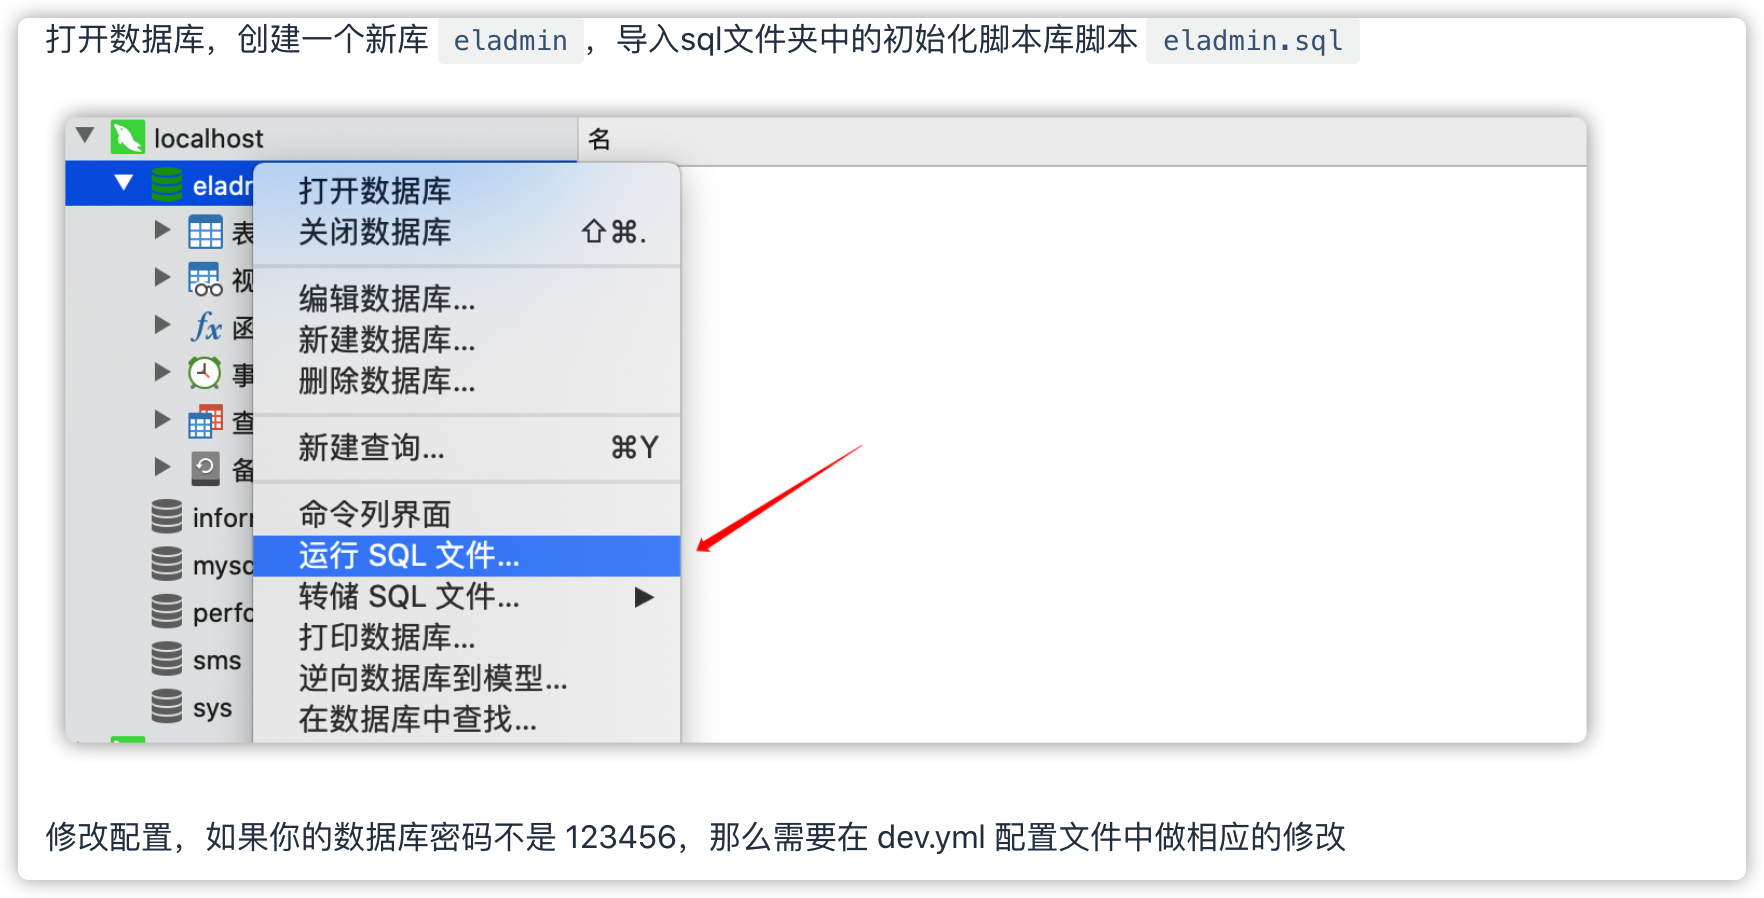 打开数据库，创建一个新库 eladmin ，导入sql文件夹中的初始化脚本库脚本 eladmin.sql
localhost
名
打开数据库
关闭数据库 ⇧⌘.
编辑数据库...
新建数据库...
删除数据库...
新建查询... ⌘Y
命令列界面
运行 SQL 文件...
转储 SQL 文件...
打印数据库...
逆向数据库到模型...
在数据库中查找...
表
视
函
事
查
备
sms
sys
修改配置，如果你的数据库密码不是 123456，那么需要在 dev.yml 配置文件中做相应的修改